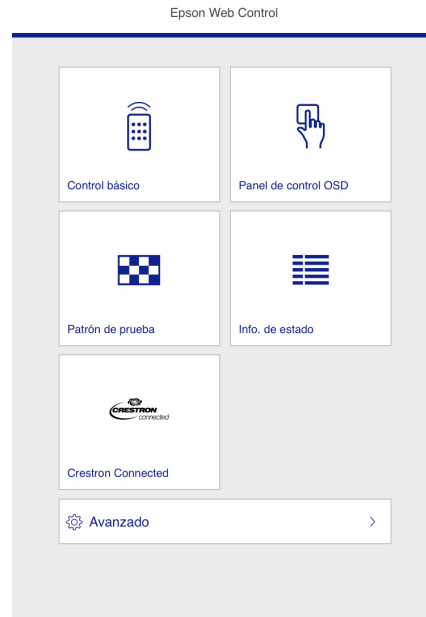 Epson Web Control
Control básico
Panel de control OSD
Patrón de prueba
Info. de estado
CRESTRON
connected
Crestron Connected
Avanzado